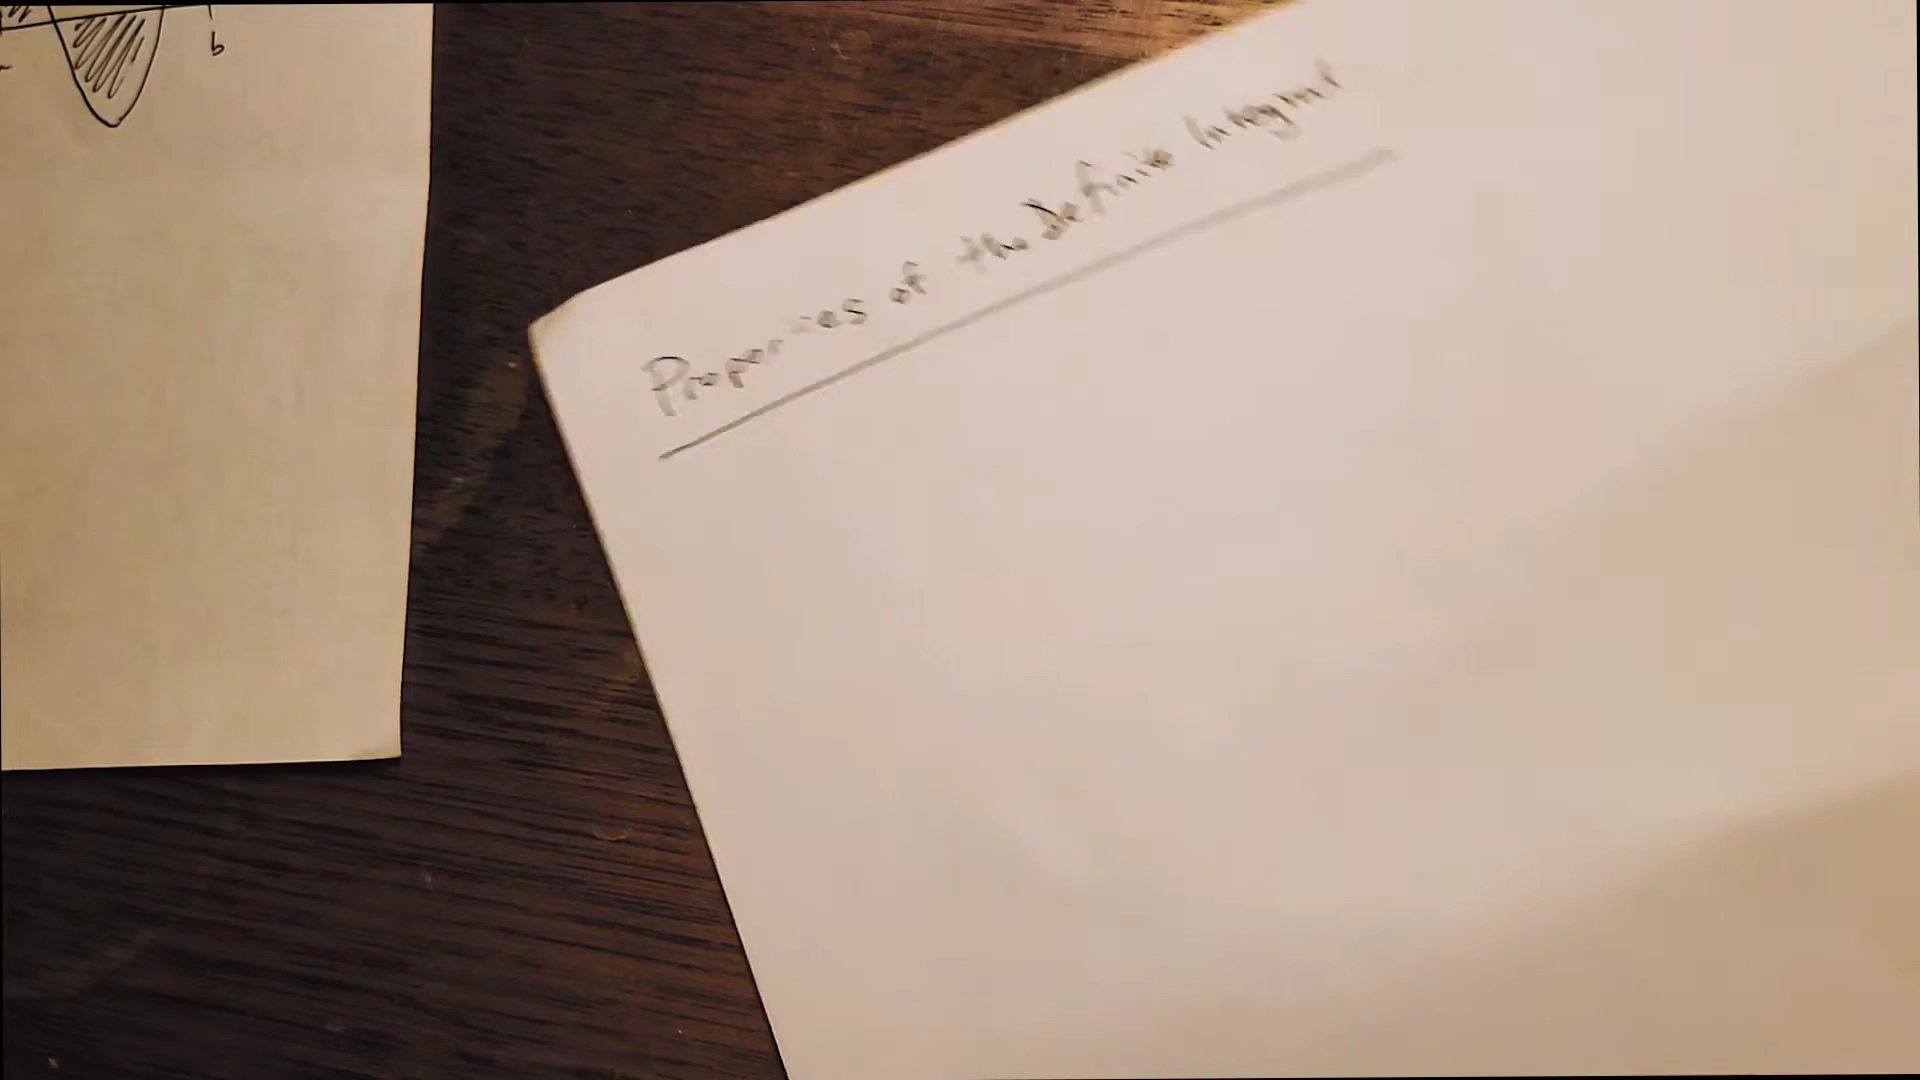 b
Properties of the Definite Integral